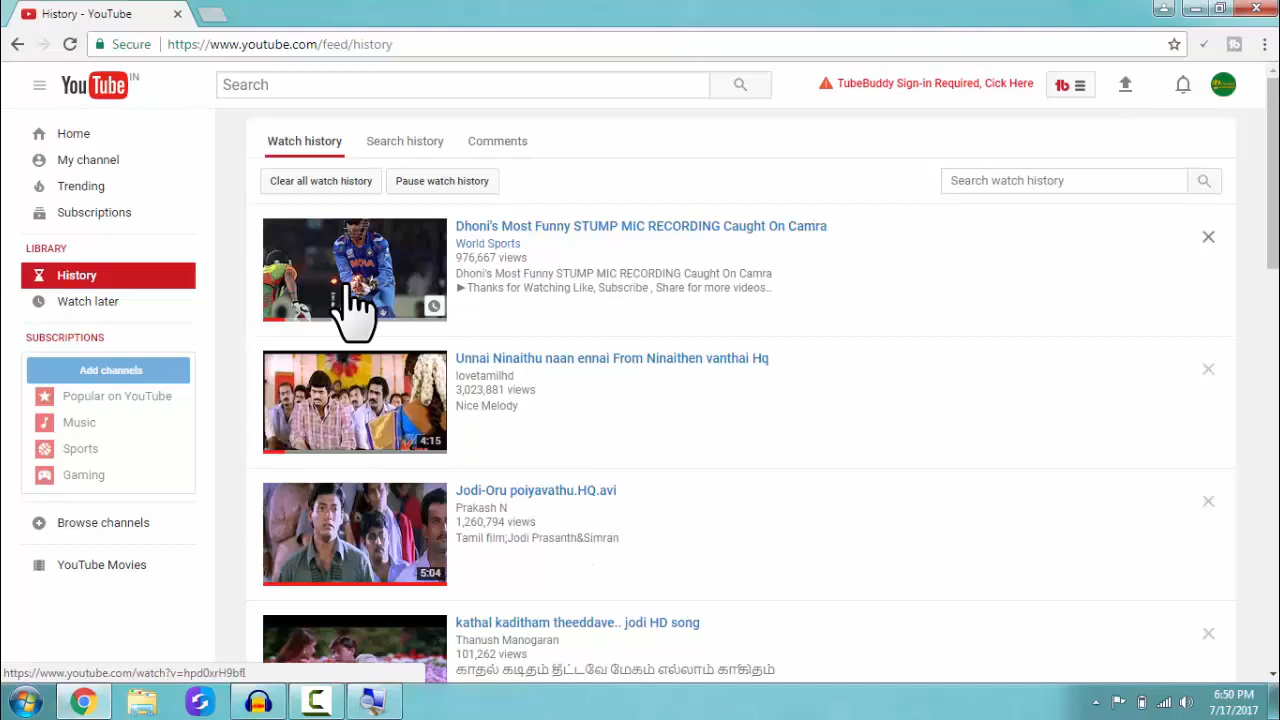 History - YouTube
Secure https://www.youtube.com/feed/history
YouTube IN
Search
TubeBuddy Sign-in Required, Cick Here
Home
My channel
Trending
Subscriptions
LIBRARY
History
Watch later
SUBSCRIPTIONS
Add channels
Popular on YouTube
Music
Sports
Gaming
Browse channels
YouTube Movies
Watch history Search history Comments
Clear all watch history Pause watch history Search watch history
Dhoni's Most Funny STUMP MIC RECORDING Caught On Camra
World Sports
976,667 views
Dhoni's Most Funny STUMP MIC RECORDING Caught On Camra
►Thanks for Watching Like, Subscribe , Share for more videos...
Unnai Ninaithu naan ennai From Ninaithen vanthai Hq
lovetamilhd
3,023,881 views
Nice Melody
4:15
Jodi-Oru poiyavathu.HQ.avi
Prakash N
1,260,794 views
Tamil film,Jodi Prasanth&Simran
5:04
kathal kaditham theeddave.. jodi HD song
Thanush Manogaran
101,262 views
காதல் கடிதம் தீட்டவே மேகம் எல்லாம் காகிதம்
https://www.youtube.com/watch?v=hpd0xrH9bfI
6:50 PM
7/17/2017